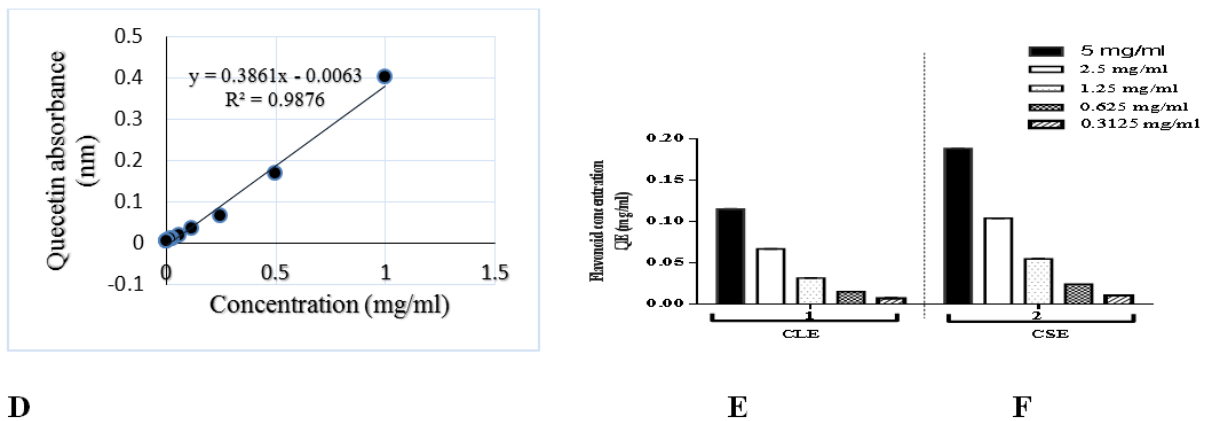 0.5
0.4
0.3
0.2
0.1
0
-0.1
y = 0.3861x - 0.0063
R² = 0.9876
Quecetin absorbance
(nm)
0
0.5
1
1.5
Concentration (mg/ml)
5 mg/ml
2.5 mg/ml
1.25 mg/ml
0.625 mg/ml
0.3125 mg/ml
Flavonoid concentration
QE (mg/ml)
0.20
0.15
0.10
0.05
0.00
1
2
CLE
CSE
D
E
F